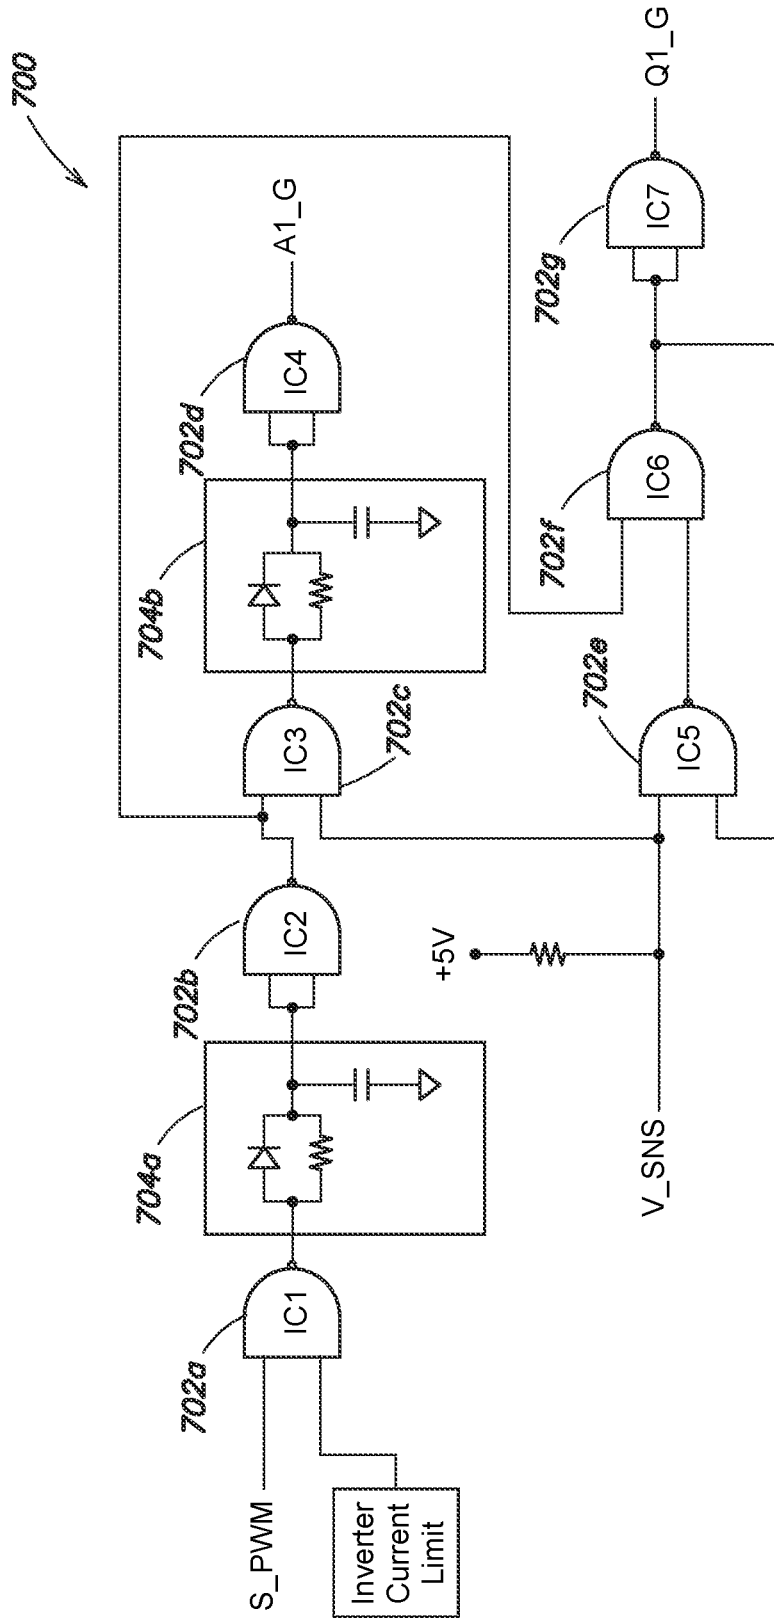 700
S_PWM
Inverter
Current
Limit
702a
IC1
704a
702b
IC2
IC3
702c
704b
702d
IC4
A1_G
V_SNS
+5V
702e
IC5
702f
IC6
702g
IC7
Q1_G